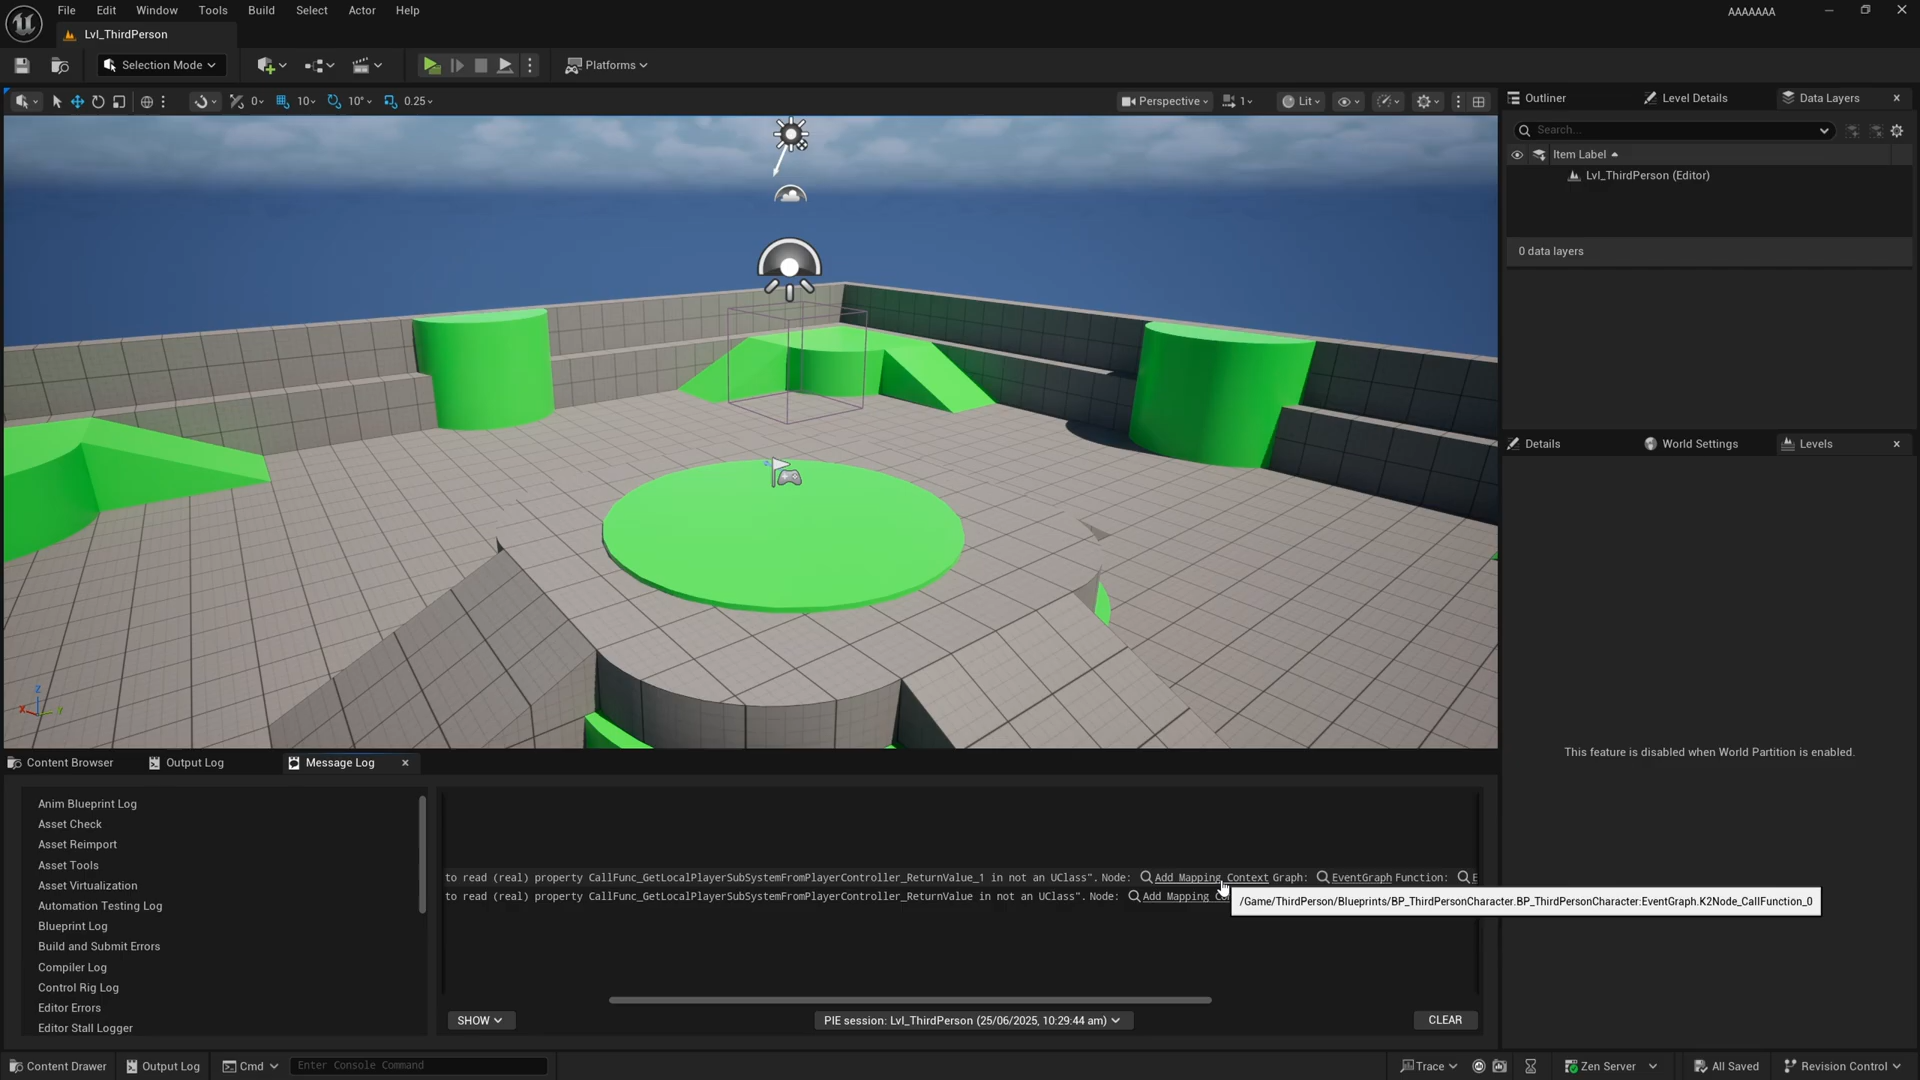 File Edit Window Tools Build Select Actor Help
AAAAAAA
Lvl_ThirdPerson
Selection Mode
Platforms
0 10 10° 0.25
Perspective 1 Lit
Outliner Level Details Data Layers
Search...
Item Label
Lvl_ThirdPerson (Editor)
0 data layers
Details World Settings Levels
This feature is disabled when World Partition is enabled.
Z
X Y
Content Browser Output Log Message Log
Anim Blueprint Log
Asset Check
Asset Reimport
Asset Tools
Asset Virtualization
Automation Testing Log
Blueprint Log
Build and Submit Errors
Compiler Log
Control Rig Log
Editor Errors
Editor Stall Logger
to read (real) property CallFunc_GetLocalPlayerSubSystemFromPlayerController_ReturnValue_1 in not an UClass". Node: Add Mapping Context Graph: EventGraph Function: E
to read (real) property CallFunc_GetLocalPlayerSubSystemFromPlayerController_ReturnValue in not an UClass". Node: Add Mapping Con
/Game/ThirdPerson/Blueprints/BP_ThirdPersonCharacter.BP_ThirdPersonCharacter:EventGraph.K2Node_CallFunction_0
SHOW
PIE session: Lvl_ThirdPerson (25/06/2025, 10:29:44 am)
CLEAR
Content Drawer Output Log Cmd Enter Console Command
Trace Zen Server All Saved Revision Control